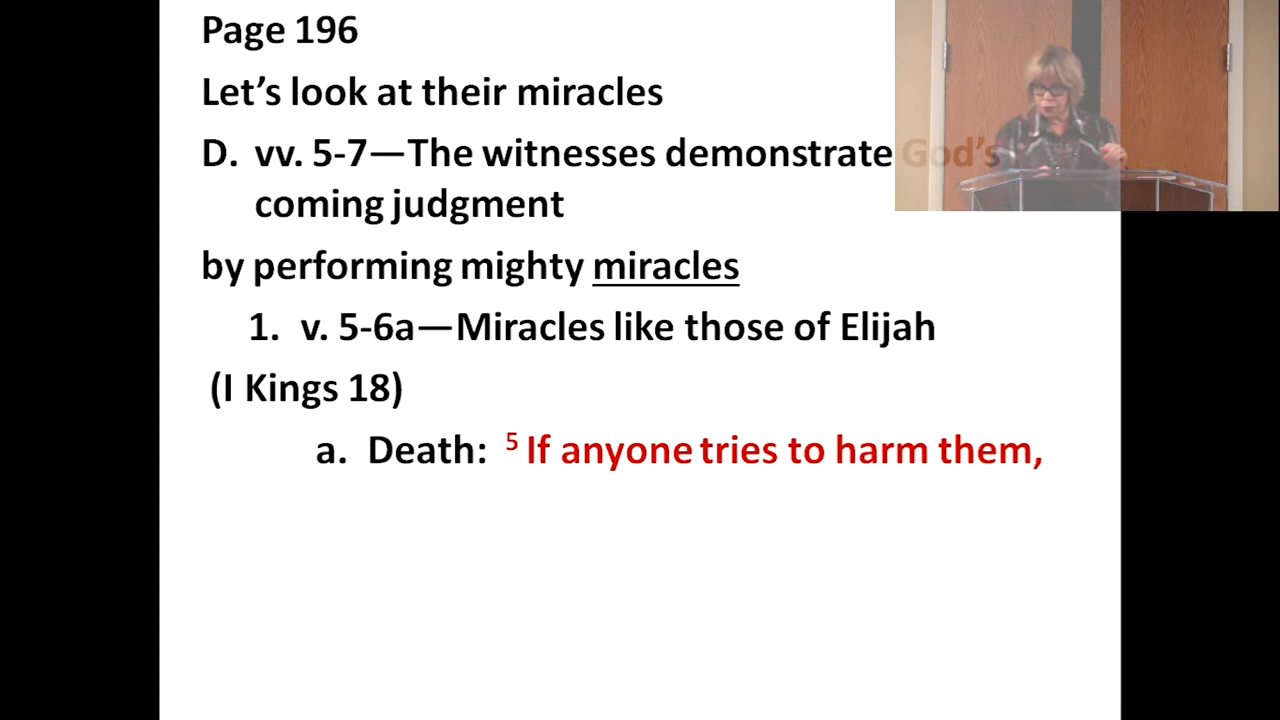 Page 196
Let's look at their miracles
D. vv. 5-7—The witnesses demonstrate God's
coming judgment
by performing mighty miracles
1. v. 5-6a—Miracles like those of Elijah
(I Kings 18)
a. Death: 5 If anyone tries to harm them,